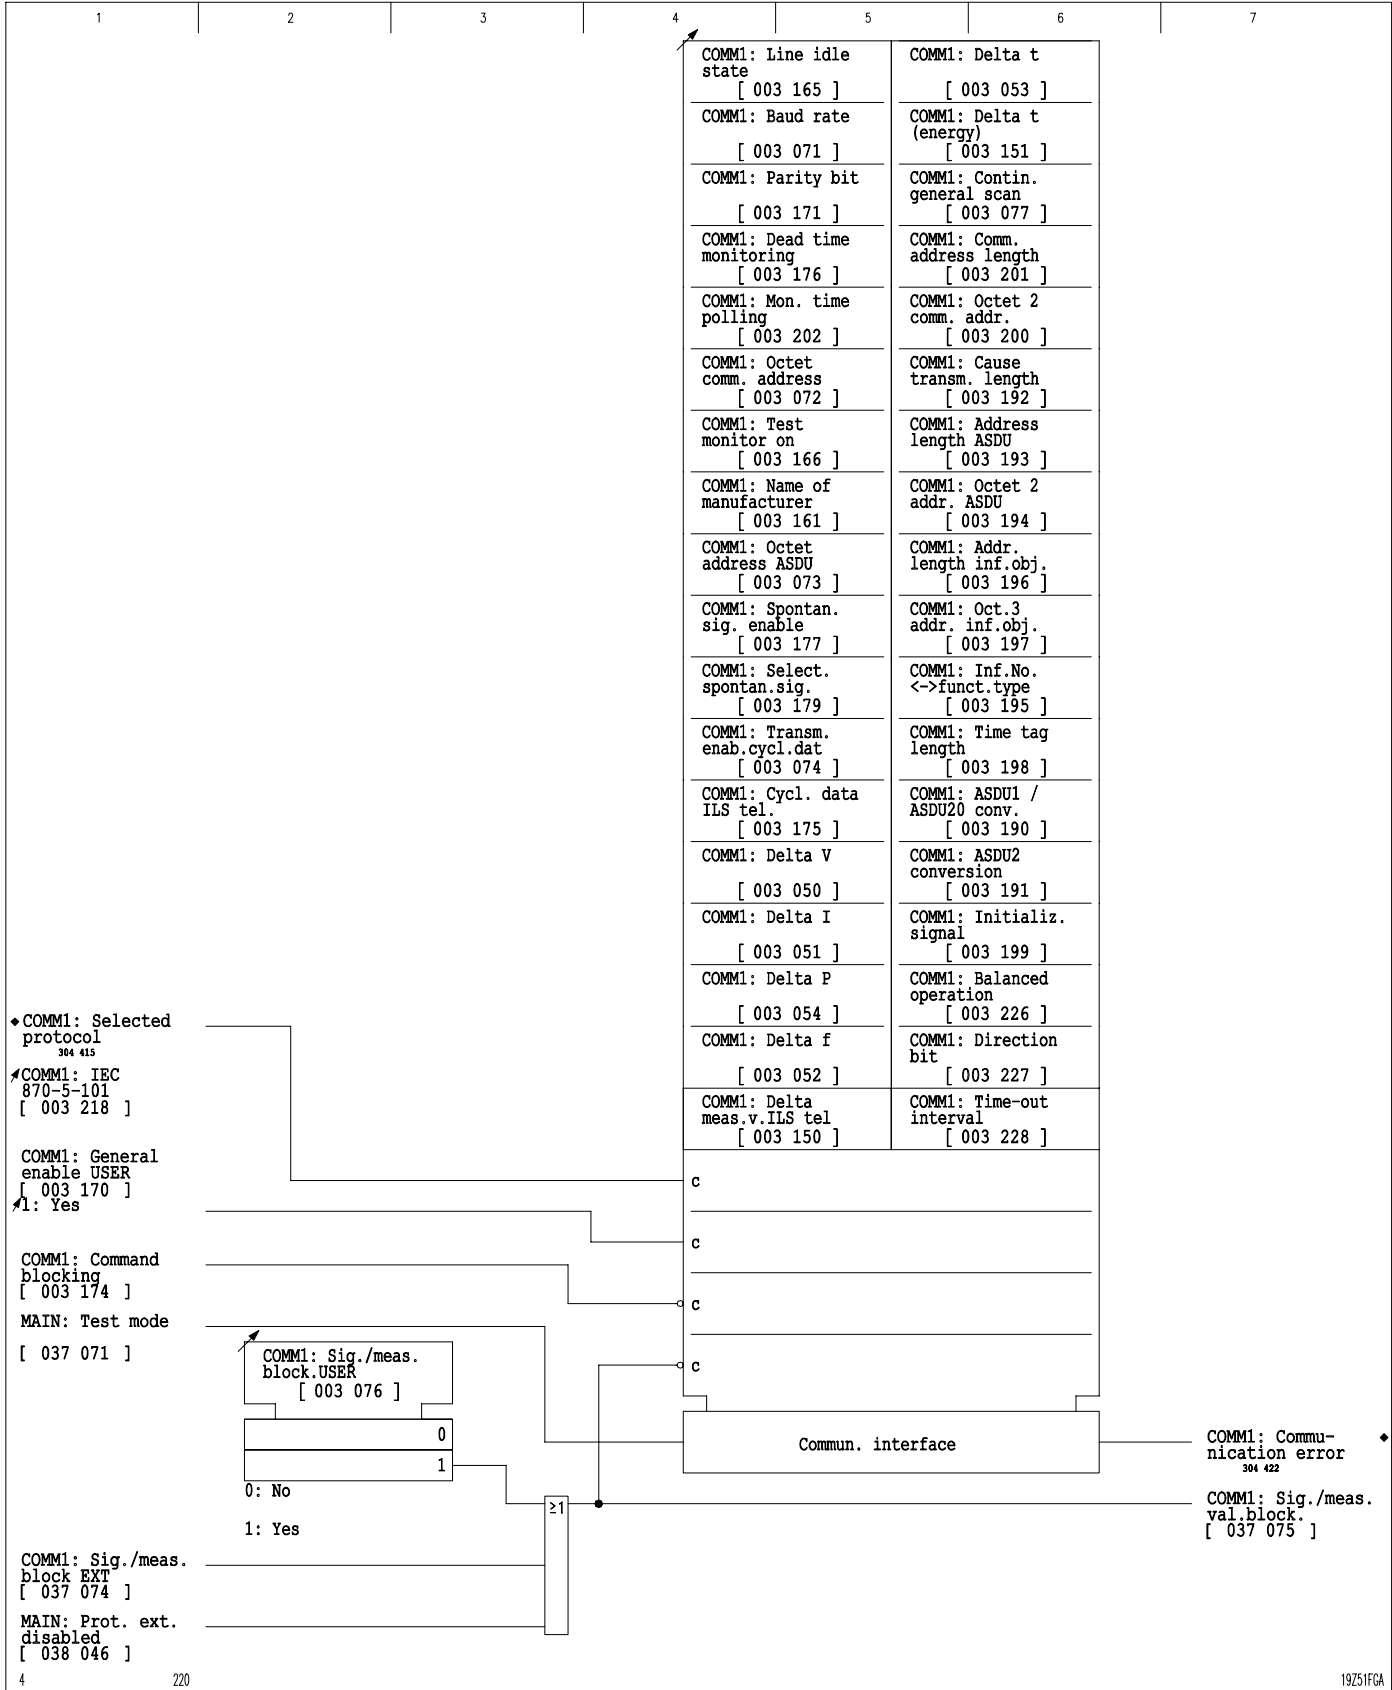 1 2 3 4 5 6 7
COMM1: Line idle
state
[ 003 165 ]
COMM1: Delta t
[ 003 053 ]
COMM1: Baud rate
[ 003 071 ]
COMM1: Delta t
(energy)
[ 003 151 ]
COMM1: Parity bit
[ 003 171 ]
COMM1: Contin.
general scan
[ 003 077 ]
COMM1: Dead time
monitoring
[ 003 176 ]
COMM1: Comm.
address length
[ 003 201 ]
COMM1: Mon. time
polling
[ 003 202 ]
COMM1: Octet 2
comm. addr.
[ 003 200 ]
COMM1: Octet
comm. address
[ 003 072 ]
COMM1: Cause
transm. length
[ 003 192 ]
COMM1: Test
monitor on
[ 003 166 ]
COMM1: Address
length ASDU
[ 003 193 ]
COMM1: Name of
manufacturer
[ 003 161 ]
COMM1: Octet 2
addr. ASDU
[ 003 194 ]
COMM1: Octet
address ASDU
[ 003 073 ]
COMM1: Addr.
length inf.obj.
[ 003 196 ]
COMM1: Spontan.
sig. enable
[ 003 177 ]
COMM1: Oct.3
addr. inf.obj.
[ 003 197 ]
COMM1: Select.
spontan.sig.
[ 003 179 ]
COMM1: Inf.No.
<->funct.type
[ 003 195 ]
COMM1: Transm.
enab.cycl.dat
[ 003 074 ]
COMM1: Time tag
length
[ 003 198 ]
COMM1: Cycl. data
ILS tel.
[ 003 175 ]
COMM1: ASDU1 /
ASDU20 conv.
[ 003 190 ]
COMM1: Delta V
[ 003 050 ]
COMM1: ASDU2
conversion
[ 003 191 ]
COMM1: Delta I
[ 003 051 ]
COMM1: Initializ.
signal
[ 003 199 ]
COMM1: Delta P
[ 003 054 ]
COMM1: Balanced
operation
[ 003 226 ]
COMM1: Delta f
[ 003 052 ]
COMM1: Direction
bit
[ 003 227 ]
COMM1: Delta
meas.v.ILS tel
[ 003 150 ]
COMM1: Time-out
interval
[ 003 228 ]
COMM1: Selected
protocol
304 415
COMM1: IEC
870-5-101
[ 003 218 ]
COMM1: General
enable USER
[ 003 170 ]
1: Yes
COMM1: Command
blocking
[ 003 174 ]
MAIN: Test mode
[ 037 071 ]
C
C
C
C
COMM1: Sig./meas.
block.USER
[ 003 076 ]
0
1
0: No
1: Yes
Commun. interface
≥1
COMM1: Commu-
nication error
304 422
COMM1: Sig./meas.
val.block.
[ 037 075 ]
COMM1: Sig./meas.
block EXT
[ 037 074 ]
MAIN: Prot. ext.
disabled
[ 038 046 ]
4 220 19Z51FGA